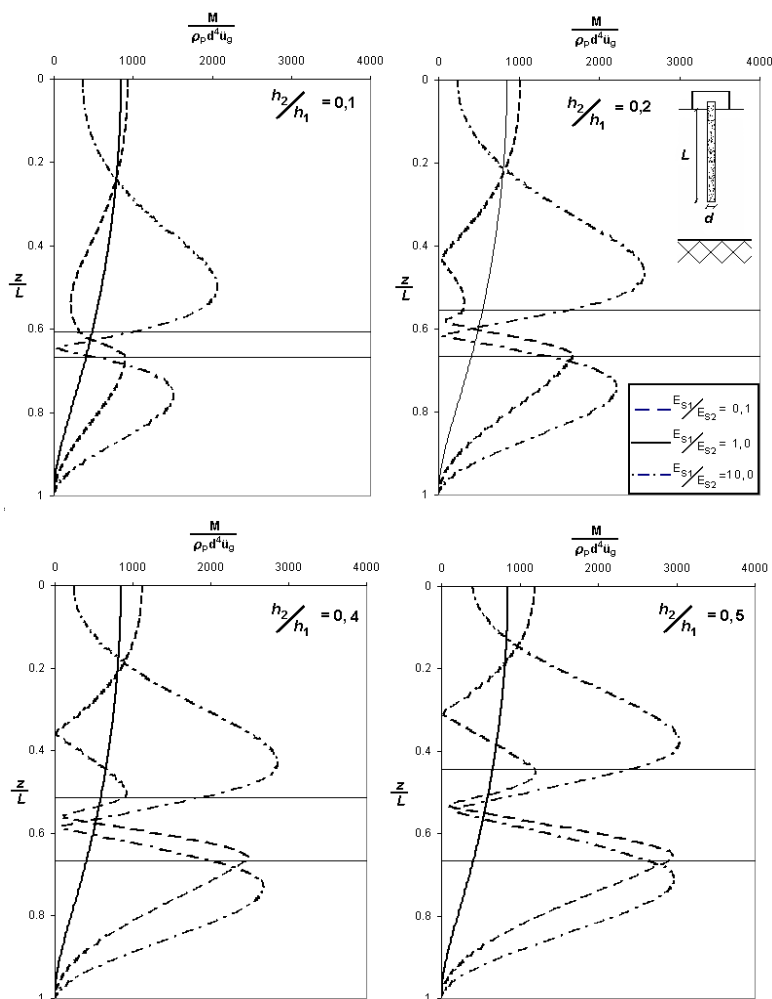 M
ρₚd⁴üg
0 1000 2000 3000 4000
0
0.2
0.4
0.6
0.8
1
z
L
h2/h1 = 0,1
M
ρₚd⁴üg
0 1000 2000 3000 4000
0
0.2
0.4
0.6
0.8
1
z
L
h2/h1 = 0,2
L
d
ES1/ES2 = 0,1
ES1/ES2 = 1,0
ES1/ES2 =10,0
M
ρₚd⁴üg
0 1000 2000 3000 4000
0
0.2
0.4
0.6
0.8
1
z
L
h2/h1 = 0, 4
M
ρₚd⁴üg
0 1000 2000 3000 4000
0
0.2
0.4
0.6
0.8
1
z
L
h2/h1 = 0, 5